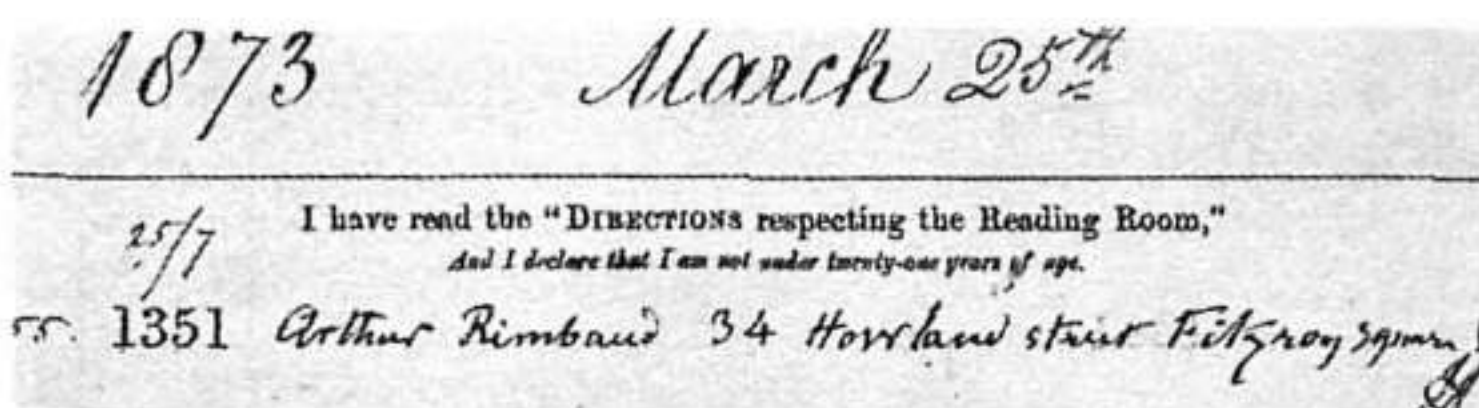 1873 March 25th
25/7
I have read the "DIRECTIONS respecting the Reading Room,"
And I declare that I am not under twenty-one years of age.
55. 1351 Arthur Rimbaud 34 Howland street Fitzroy square